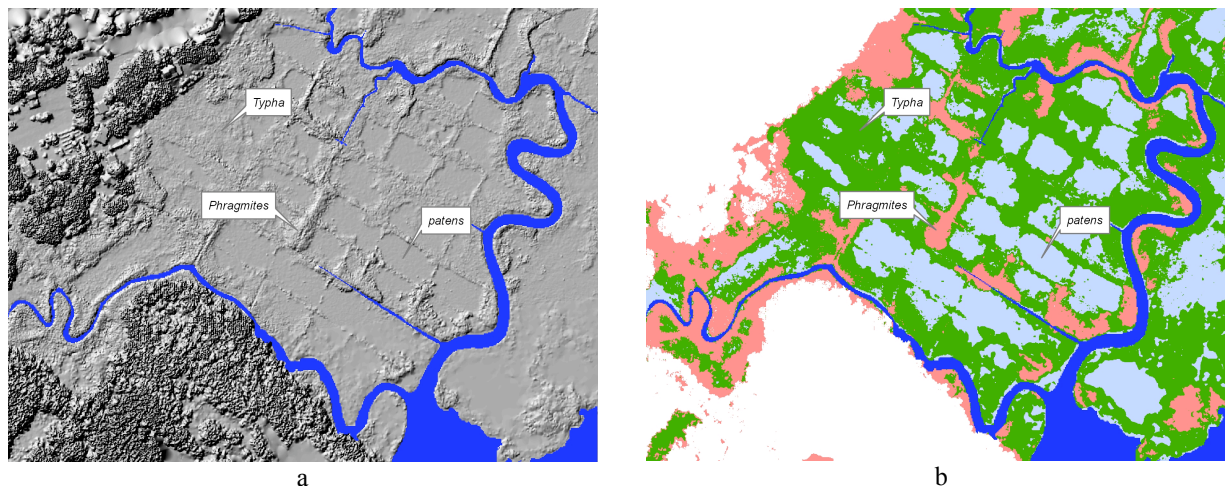 Typha
Phragmites
patens
a
Typha
Phragmites
patens
b